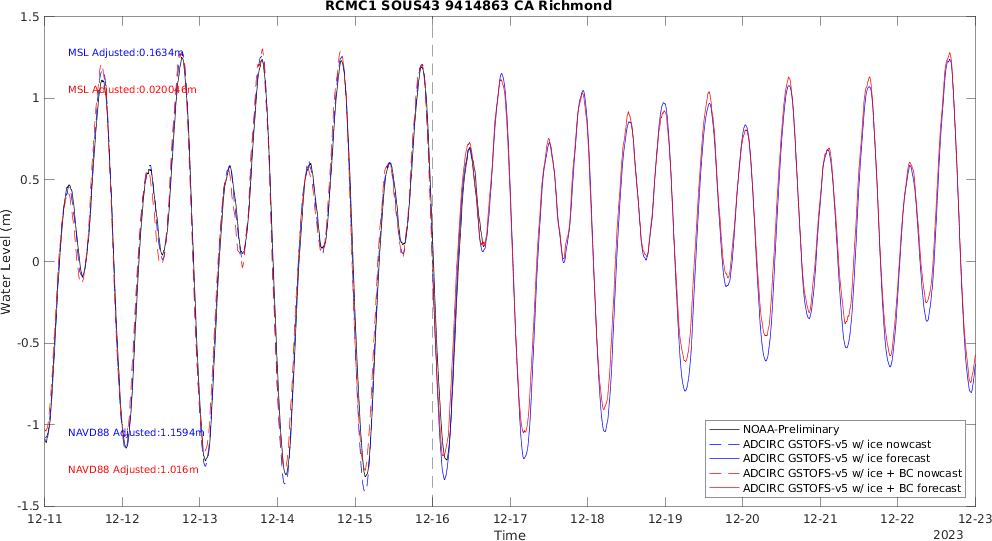 RCMC1 SOUS43 9414863 CA Richmond
1.5
1
0.5
0
-0.5
-1
-1.5
Water Level (m)
MSL Adjusted:0.1634m
MSL Adjusted:0.020046m
NAVD88 Adjusted:1.1594m
NAVD88 Adjusted:1.016m
NOAA-Preliminary
ADCIRC GSTOFS-v5 w/ ice nowcast
ADCIRC GSTOFS-v5 w/ ice forecast
ADCIRC GSTOFS-v5 w/ ice + BC nowcast
ADCIRC GSTOFS-v5 w/ ice + BC forecast
12-11 12-12 12-13 12-14 12-15 12-16 12-17 12-18 12-19 12-20 12-21 12-22 12-23
Time
2023